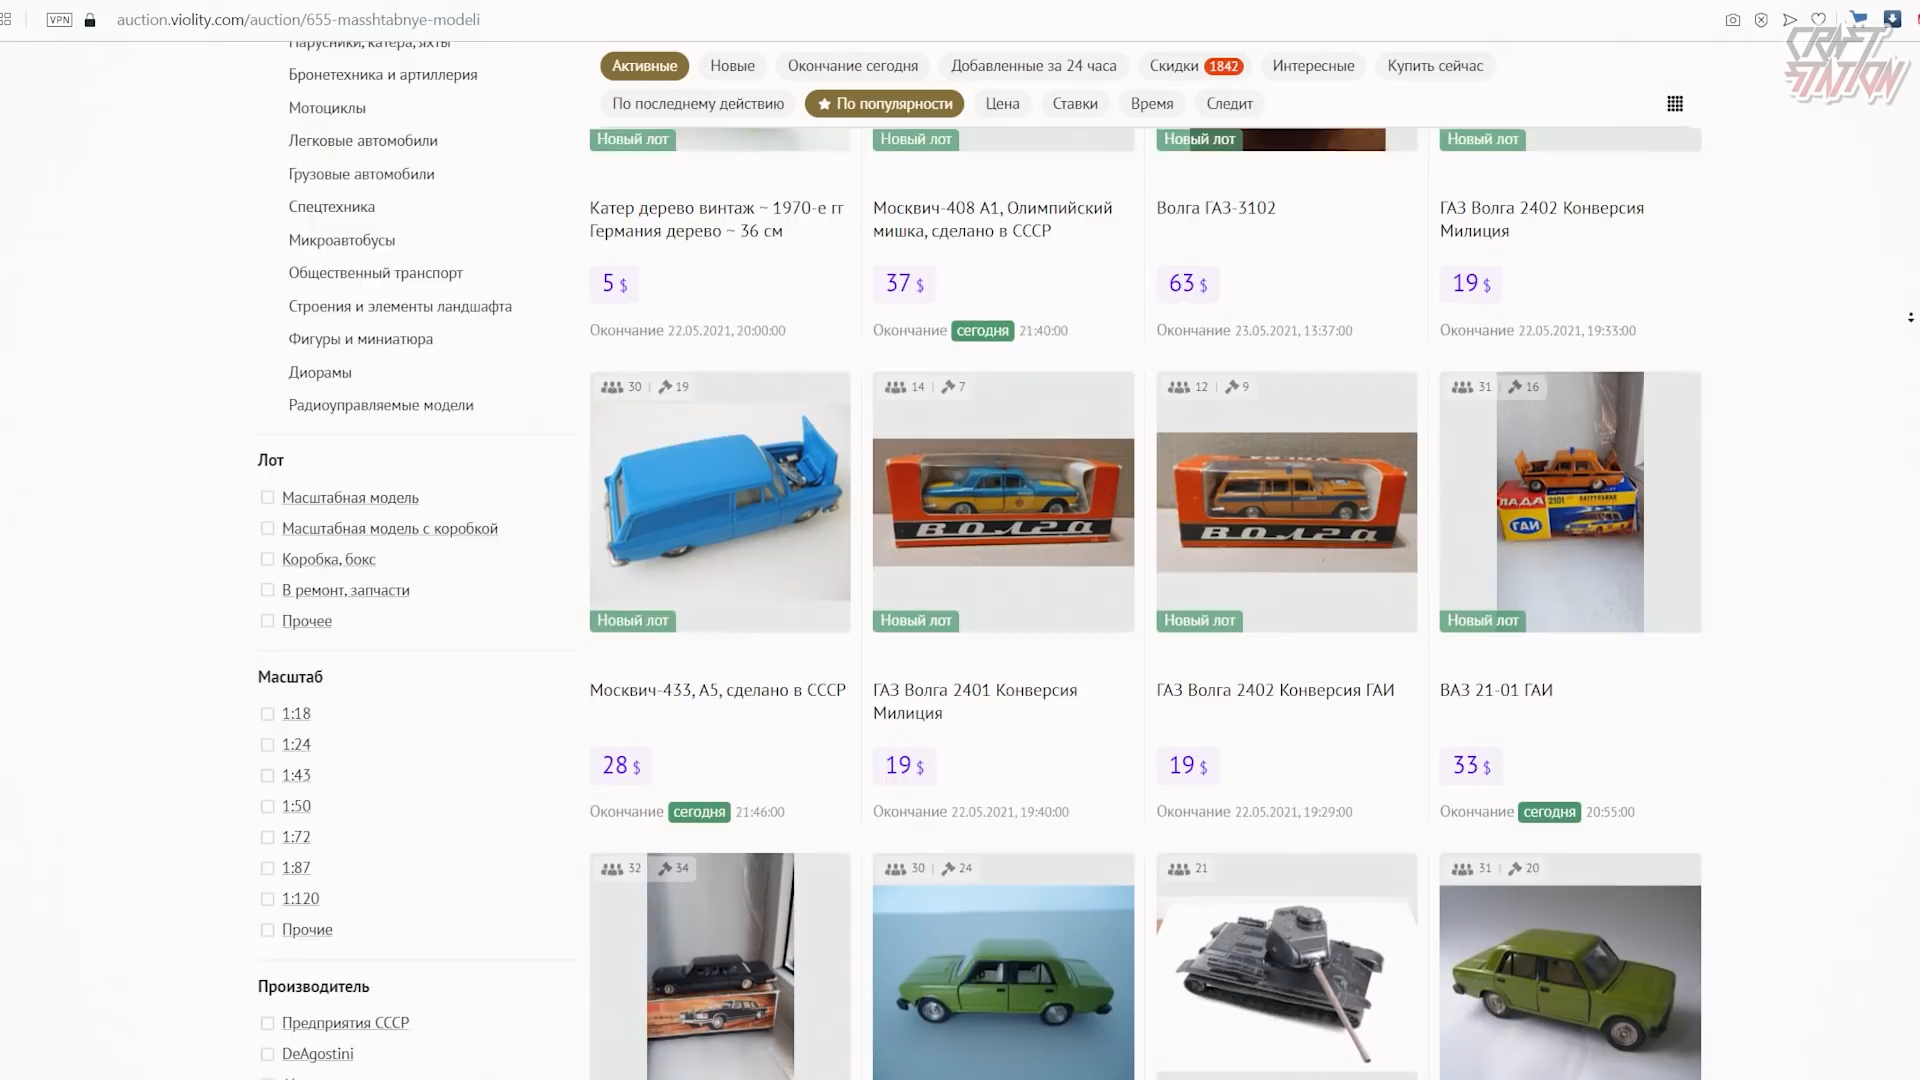 VPN
auction.violity.com/auction/655-masshtabnye-modeli
CRAFT
STATION
Парусники, катера, яхты
Бронетехника и артиллерия
Мотоциклы
Легковые автомобили
Грузовые автомобили
Спецтехника
Микроавтобусы
Общественный транспорт
Строения и элементы ландшафта
Фигуры и миниатюра
Диорамы
Радиоуправляемые модели
Лот
Масштабная модель
Масштабная модель с коробкой
Коробка, бокс
В ремонт, запчасти
Прочее
Масштаб
1:18
1:24
1:43
1:50
1:72
1:87
1:120
Прочие
Производитель
Предприятия СССР
DeAgostini
Активные Новые Окончание сегодня Добавленные за 24 часа Скидки 1842 Интересные Купить сейчас
По последнему действию По популярности Цена Ставки Время Следит
Новый лот Новый лот Новый лот Новый лот
Катер дерево винтаж ~ 1970-е гг
Германия дерево ~ 36 см
5 $
Окончание 22.05.2021, 20:00:00
Москвич-408 А1, Олимпийский
мишка, сделано в СССР
37 $
Окончание сегодня 21:40:00
Волга ГАЗ-3102
63 $
Окончание 23.05.2021, 13:37:00
ГАЗ Волга 2402 Конверсия
Милиция
19 $
Окончание 22.05.2021, 19:33:00
30 | 19
Новый лот
Москвич-433, А5, сделано в СССР
28 $
Окончание сегодня 21:46:00
14 | 7
ВОЛГА
Новый лот
ГАЗ Волга 2401 Конверсия
Милиция
19 $
Окончание 22.05.2021, 19:40:00
12 | 9
ВОЛГА
Новый лот
ГАЗ Волга 2402 Конверсия ГАИ
19 $
Окончание 22.05.2021, 19:29:00
31 | 16
ЛАДА 2101 ПАТРУЛЬНАЯ
ГАИ
Новый лот
ВАЗ 21-01 ГАИ
33 $
Окончание сегодня 20:55:00
32 | 34
30 | 24
21
31 | 20